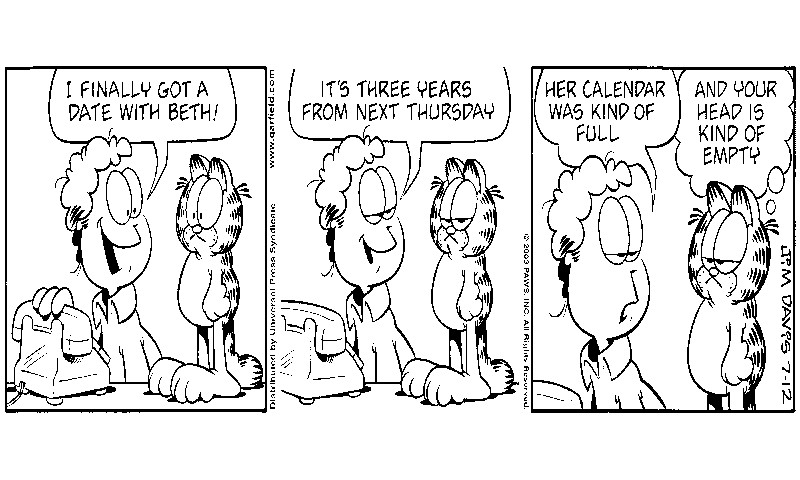 I FINALLY GOT A
DATE WITH BETH!
www.garfield.com
Distributed by Universal Press Syndicate
IT'S THREE YEARS
FROM NEXT THURSDAY
© 2003 PAWS, INC. All Rights Reserved.
HER CALENDAR
WAS KIND OF
FULL
AND YOUR
HEAD IS
KIND OF
EMPTY
JIM DAVIS 7-12